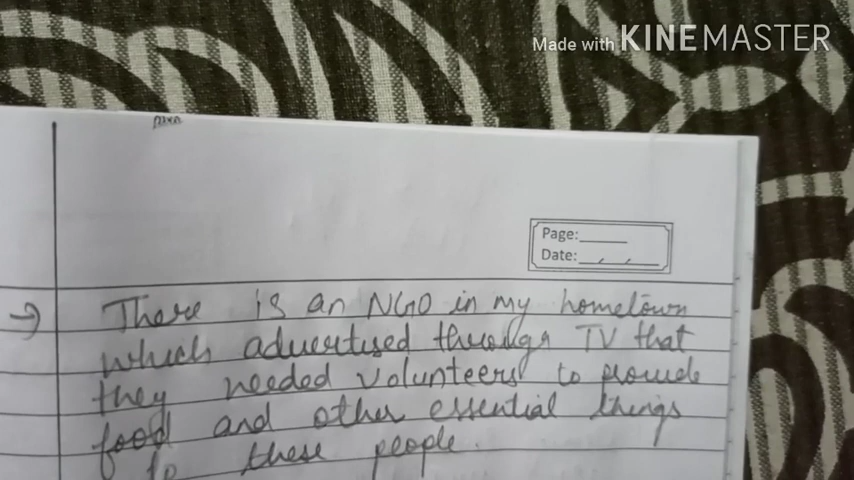 Made with KINEMASTER
Page:
Date:
→ There is an NGO in my hometown
which advertised through TV that
they needed volunteers to provide
food and other essential things
to these people.